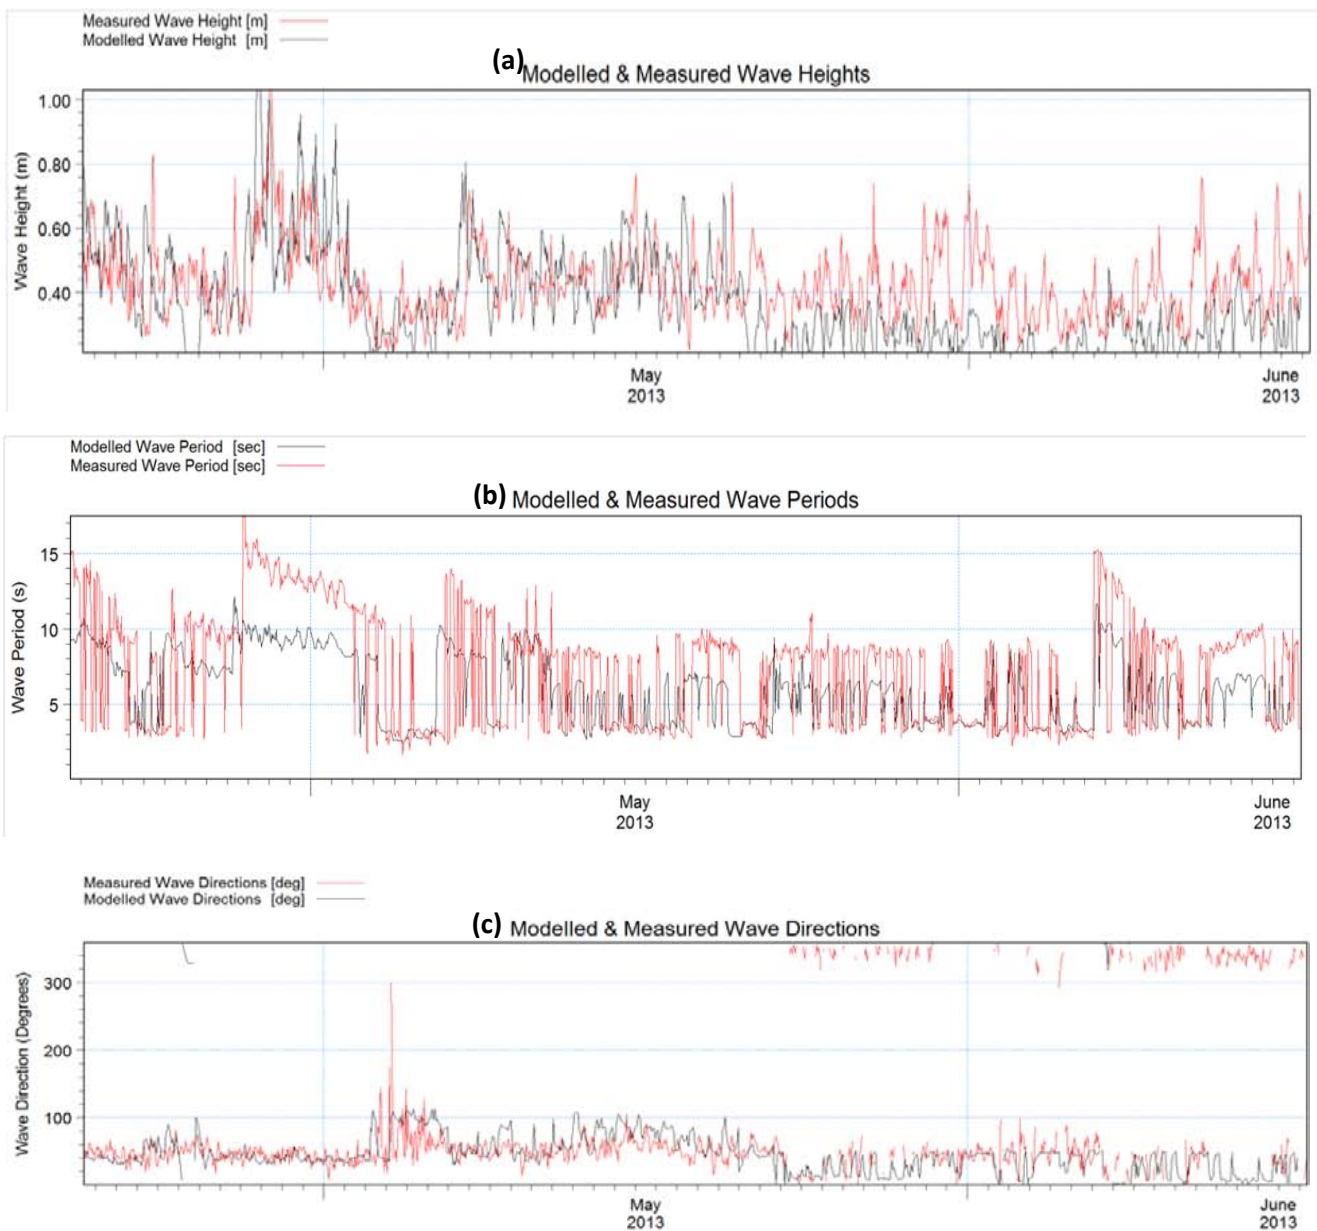 Measured Wave Height [m]
Modelled Wave Height [m]
(a) Modelled & Measured Wave Heights
1.00
0.80
0.60
0.40
Wave Height (m)
May
2013
June
2013
Modelled Wave Period [sec]
Measured Wave Period [sec]
(b) Modelled & Measured Wave Periods
15
10
5
Wave Period (s)
May
2013
June
2013
Measured Wave Directions [deg]
Modelled Wave Directions [deg]
(c) Modelled & Measured Wave Directions
300
200
100
Wave Direction (Degrees)
May
2013
June
2013